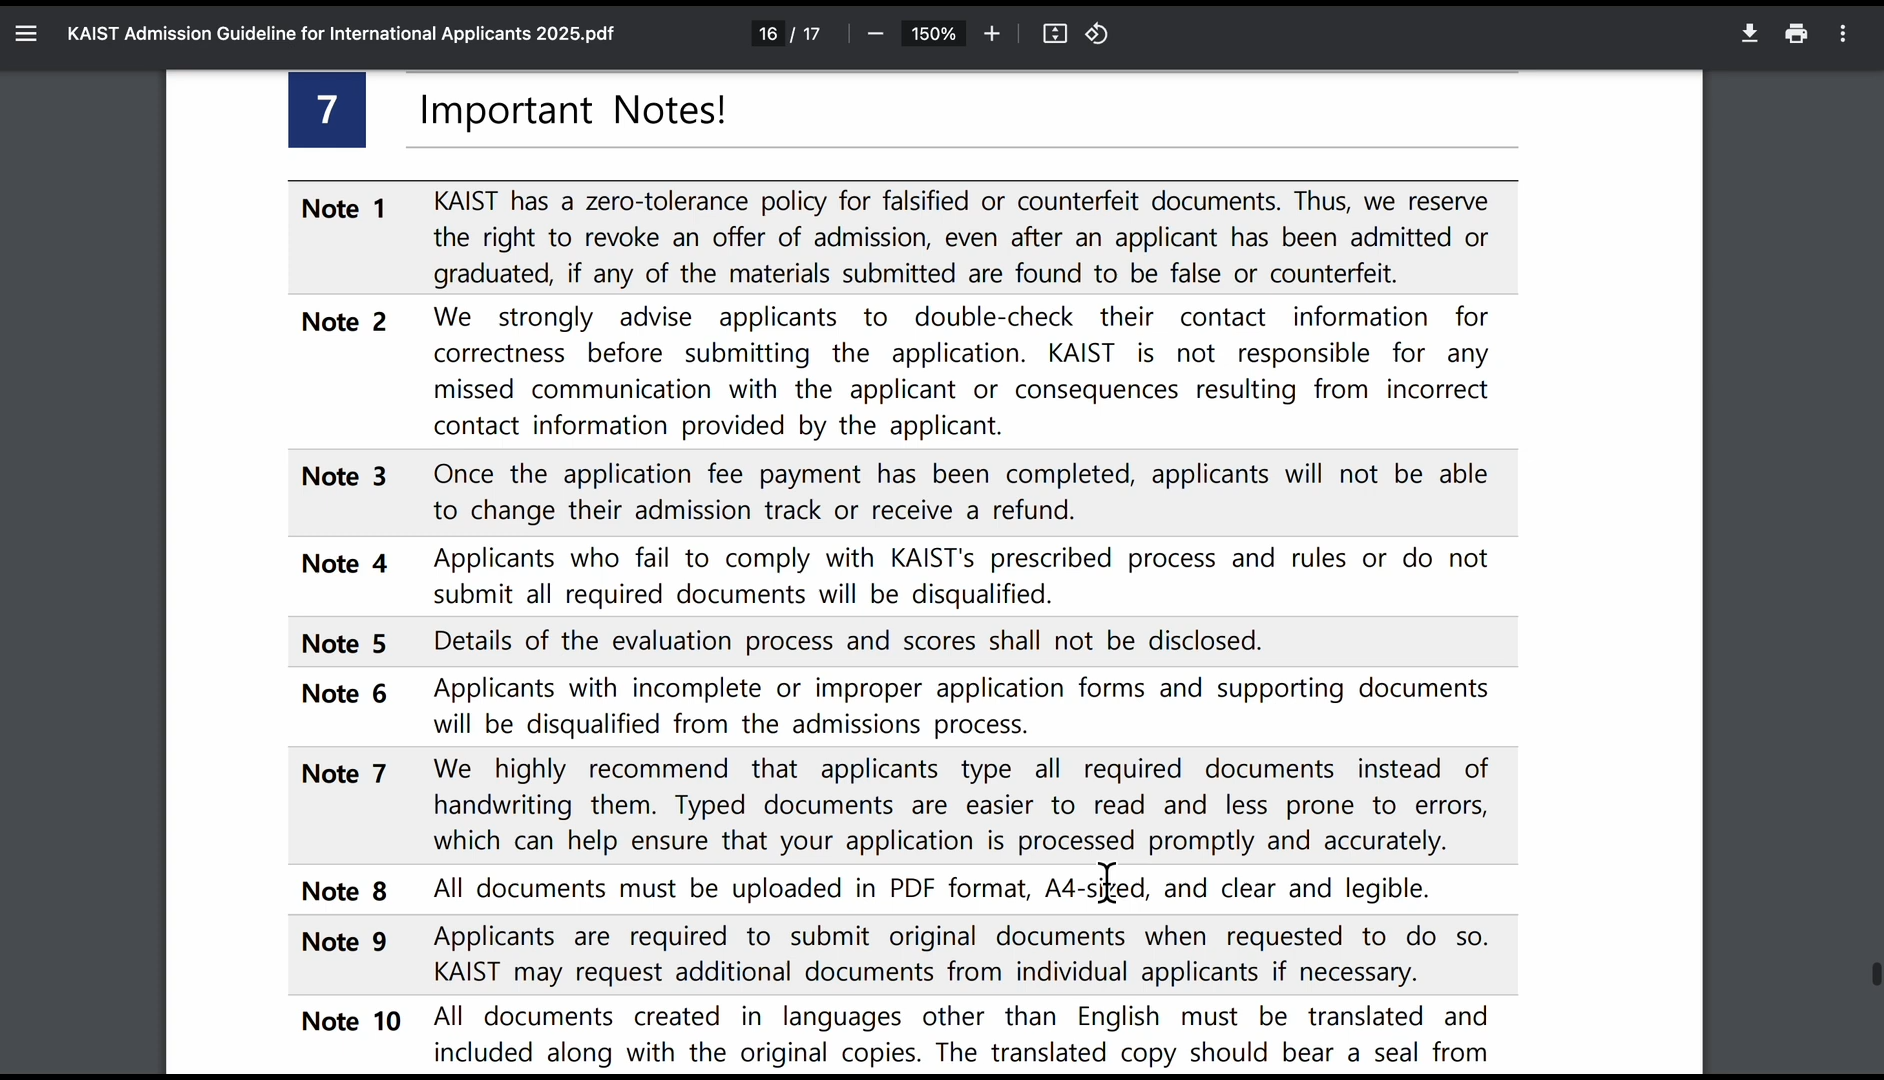 KAIST Admission Guideline for International Applicants 2025.pdf
16 / 17
150%
7 Important Notes!
Note 1 KAIST has a zero-tolerance policy for falsified or counterfeit documents. Thus, we reserve
the right to revoke an offer of admission, even after an applicant has been admitted or
graduated, if any of the materials submitted are found to be false or counterfeit.
Note 2 We strongly advise applicants to double-check their contact information for
correctness before submitting the application. KAIST is not responsible for any
missed communication with the applicant or consequences resulting from incorrect
contact information provided by the applicant.
Note 3 Once the application fee payment has been completed, applicants will not be able
to change their admission track or receive a refund.
Note 4 Applicants who fail to comply with KAIST's prescribed process and rules or do not
submit all required documents will be disqualified.
Note 5 Details of the evaluation process and scores shall not be disclosed.
Note 6 Applicants with incomplete or improper application forms and supporting documents
will be disqualified from the admissions process.
Note 7 We highly recommend that applicants type all required documents instead of
handwriting them. Typed documents are easier to read and less prone to errors,
which can help ensure that your application is processed promptly and accurately.
Note 8 All documents must be uploaded in PDF format, A4-sized, and clear and legible.
Note 9 Applicants are required to submit original documents when requested to do so.
KAIST may request additional documents from individual applicants if necessary.
Note 10 All documents created in languages other than English must be translated and
included along with the original copies. The translated copy should bear a seal from